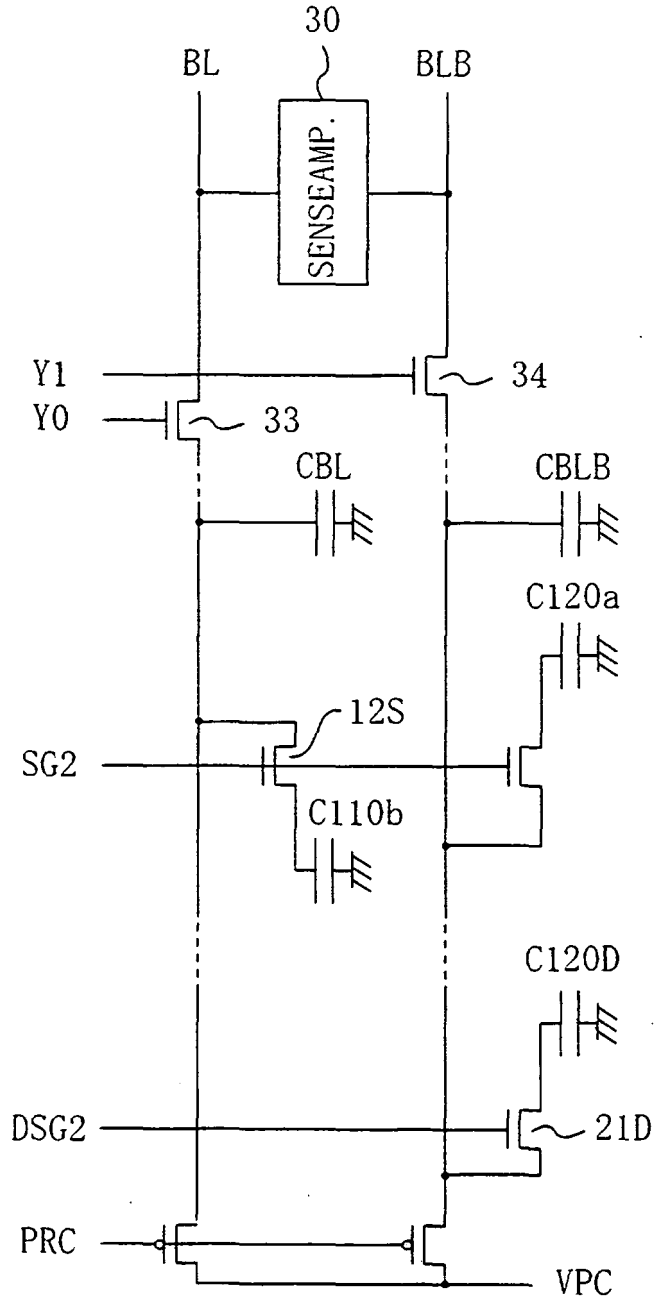 30
BL
BLB
SENSEAMP.
Y1
34
Y0
33
CBL
CBLB
C120a
12S
SG2
C110b
C120D
DSG2
21D
PRC
VPC